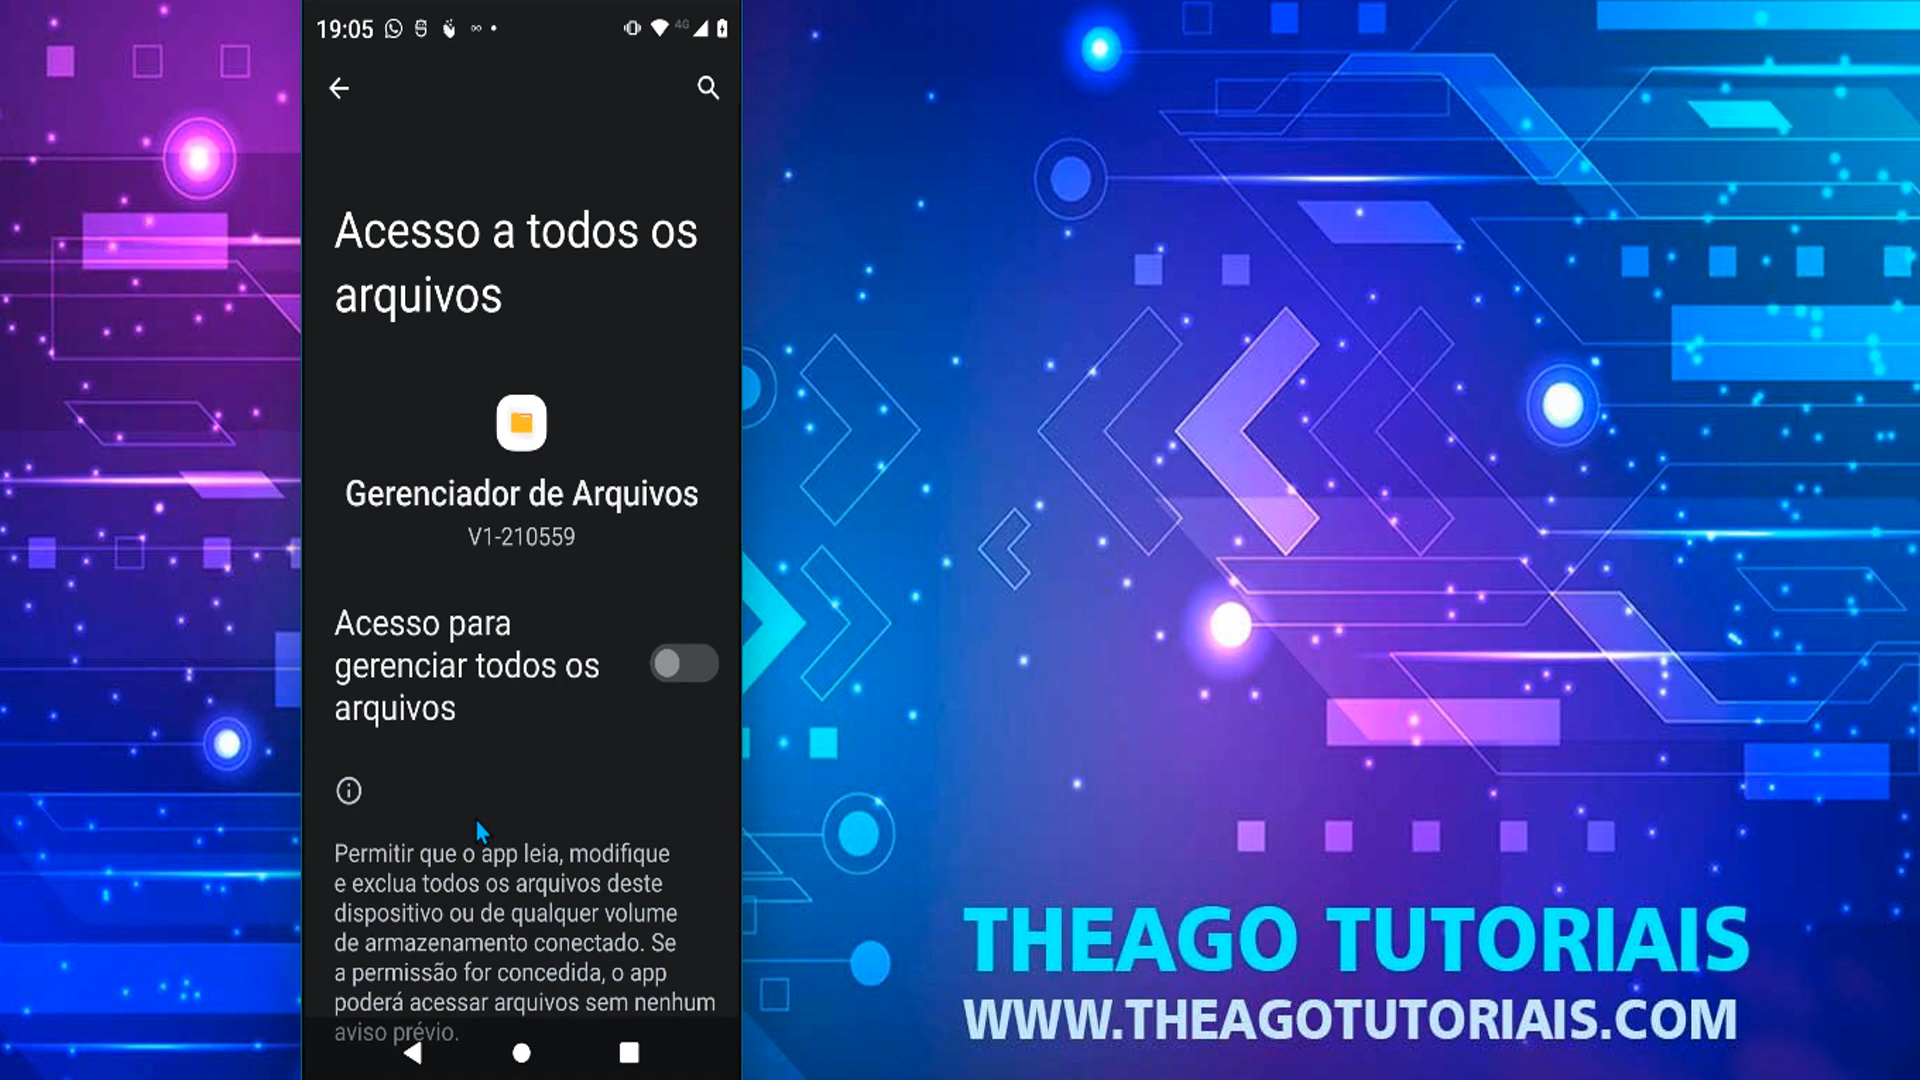 19:05
4G
Acesso a todos os
arquivos
Gerenciador de Arquivos
V1-210559
Acesso para
gerenciar todos os
arquivos
Permitir que o app leia, modifique
e exclua todos os arquivos deste
dispositivo ou de qualquer volume
de armazenamento conectado. Se
a permissão for concedida, o app
poderá acessar arquivos sem nenhum
aviso prévio.
THEAGO TUTORIAIS
WWW.THEAGOTUTORIAIS.COM